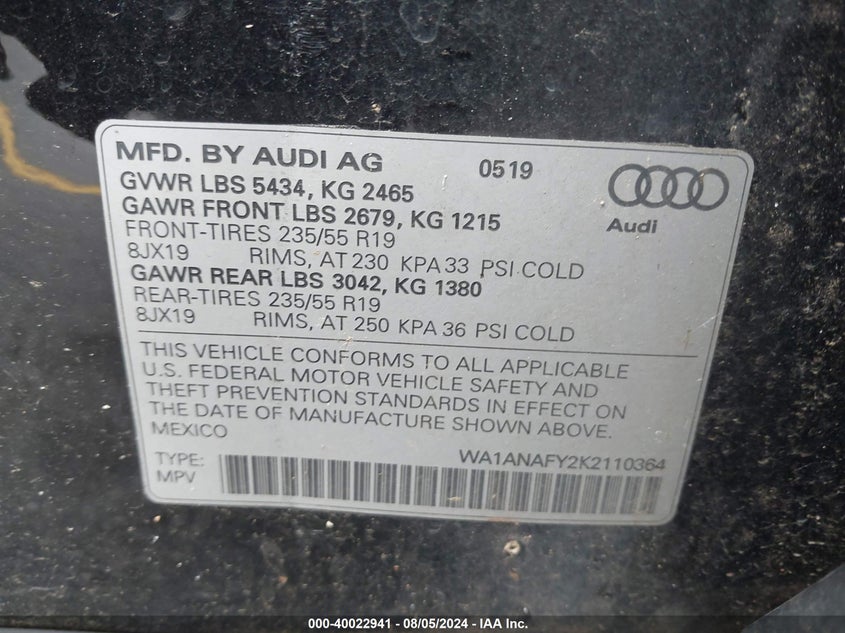 MFD. BY AUDI AG 0519
GVWR LBS 5434, KG 2465
GAWR FRONT LBS 2679, KG 1215
FRONT-TIRES 235/55 R19
8JX19 RIMS, AT 230 KPA 33 PSI COLD
GAWR REAR LBS 3042, KG 1380
REAR-TIRES 235/55 R19
8JX19 RIMS, AT 250 KPA 36 PSI COLD
Audi
THIS VEHICLE CONFORMS TO ALL APPLICABLE
U.S. FEDERAL MOTOR VEHICLE SAFETY AND
THEFT PREVENTION STANDARDS IN EFFECT ON
THE DATE OF MANUFACTURE SHOWN ABOVE.
MEXICO
WA1ANAFY2K2110364
TYPE:
MPV
000-40022941 - 08/05/2024 - IAA Inc.